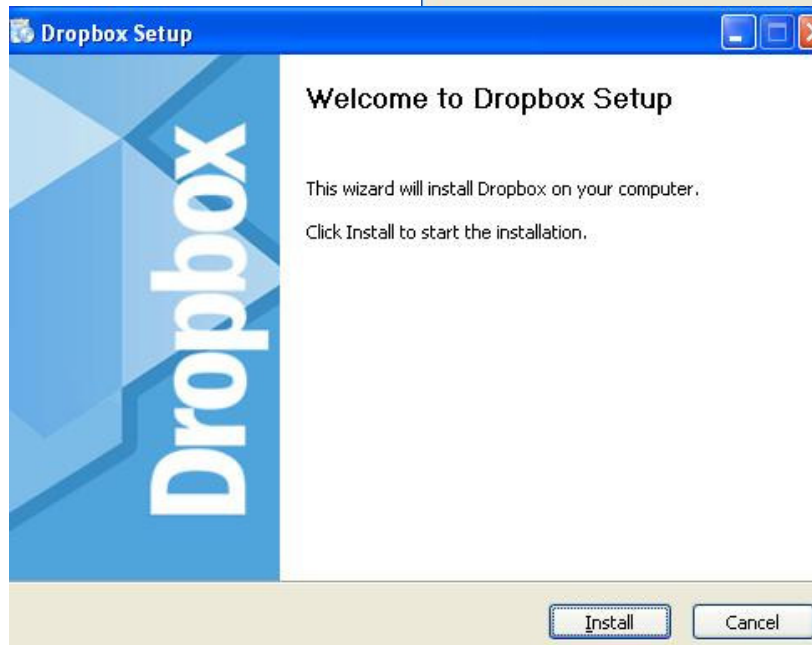 Dropbox Setup
Dropbox
Welcome to Dropbox Setup
This wizard will install Dropbox on your computer.
Click Install to start the installation.
Install
Cancel